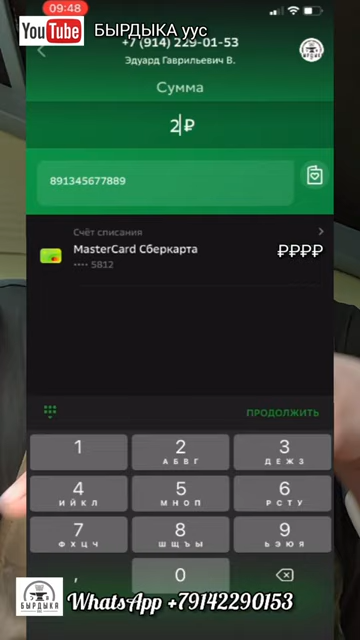 09:48
YouTube БЫРДЫКА уус
+7 (914) 229-01-53
Эдуард Гаврильевич В.
Сумма
2 ₽
891345677889
Счёт списания
MasterCard Сберкарта
₽₽₽₽
•••• 5812
ПРОДОЛЖИТЬ
1 2 3
АБВГ ДЕЖЗ
4 5 6
ИЙКЛ МНОП РСТУ
7 8 9
ФХЦЧ ШЩЪЫ ЬЭЮЯ
, 0
БЫРДЫКА
WhatsApp +79142290153